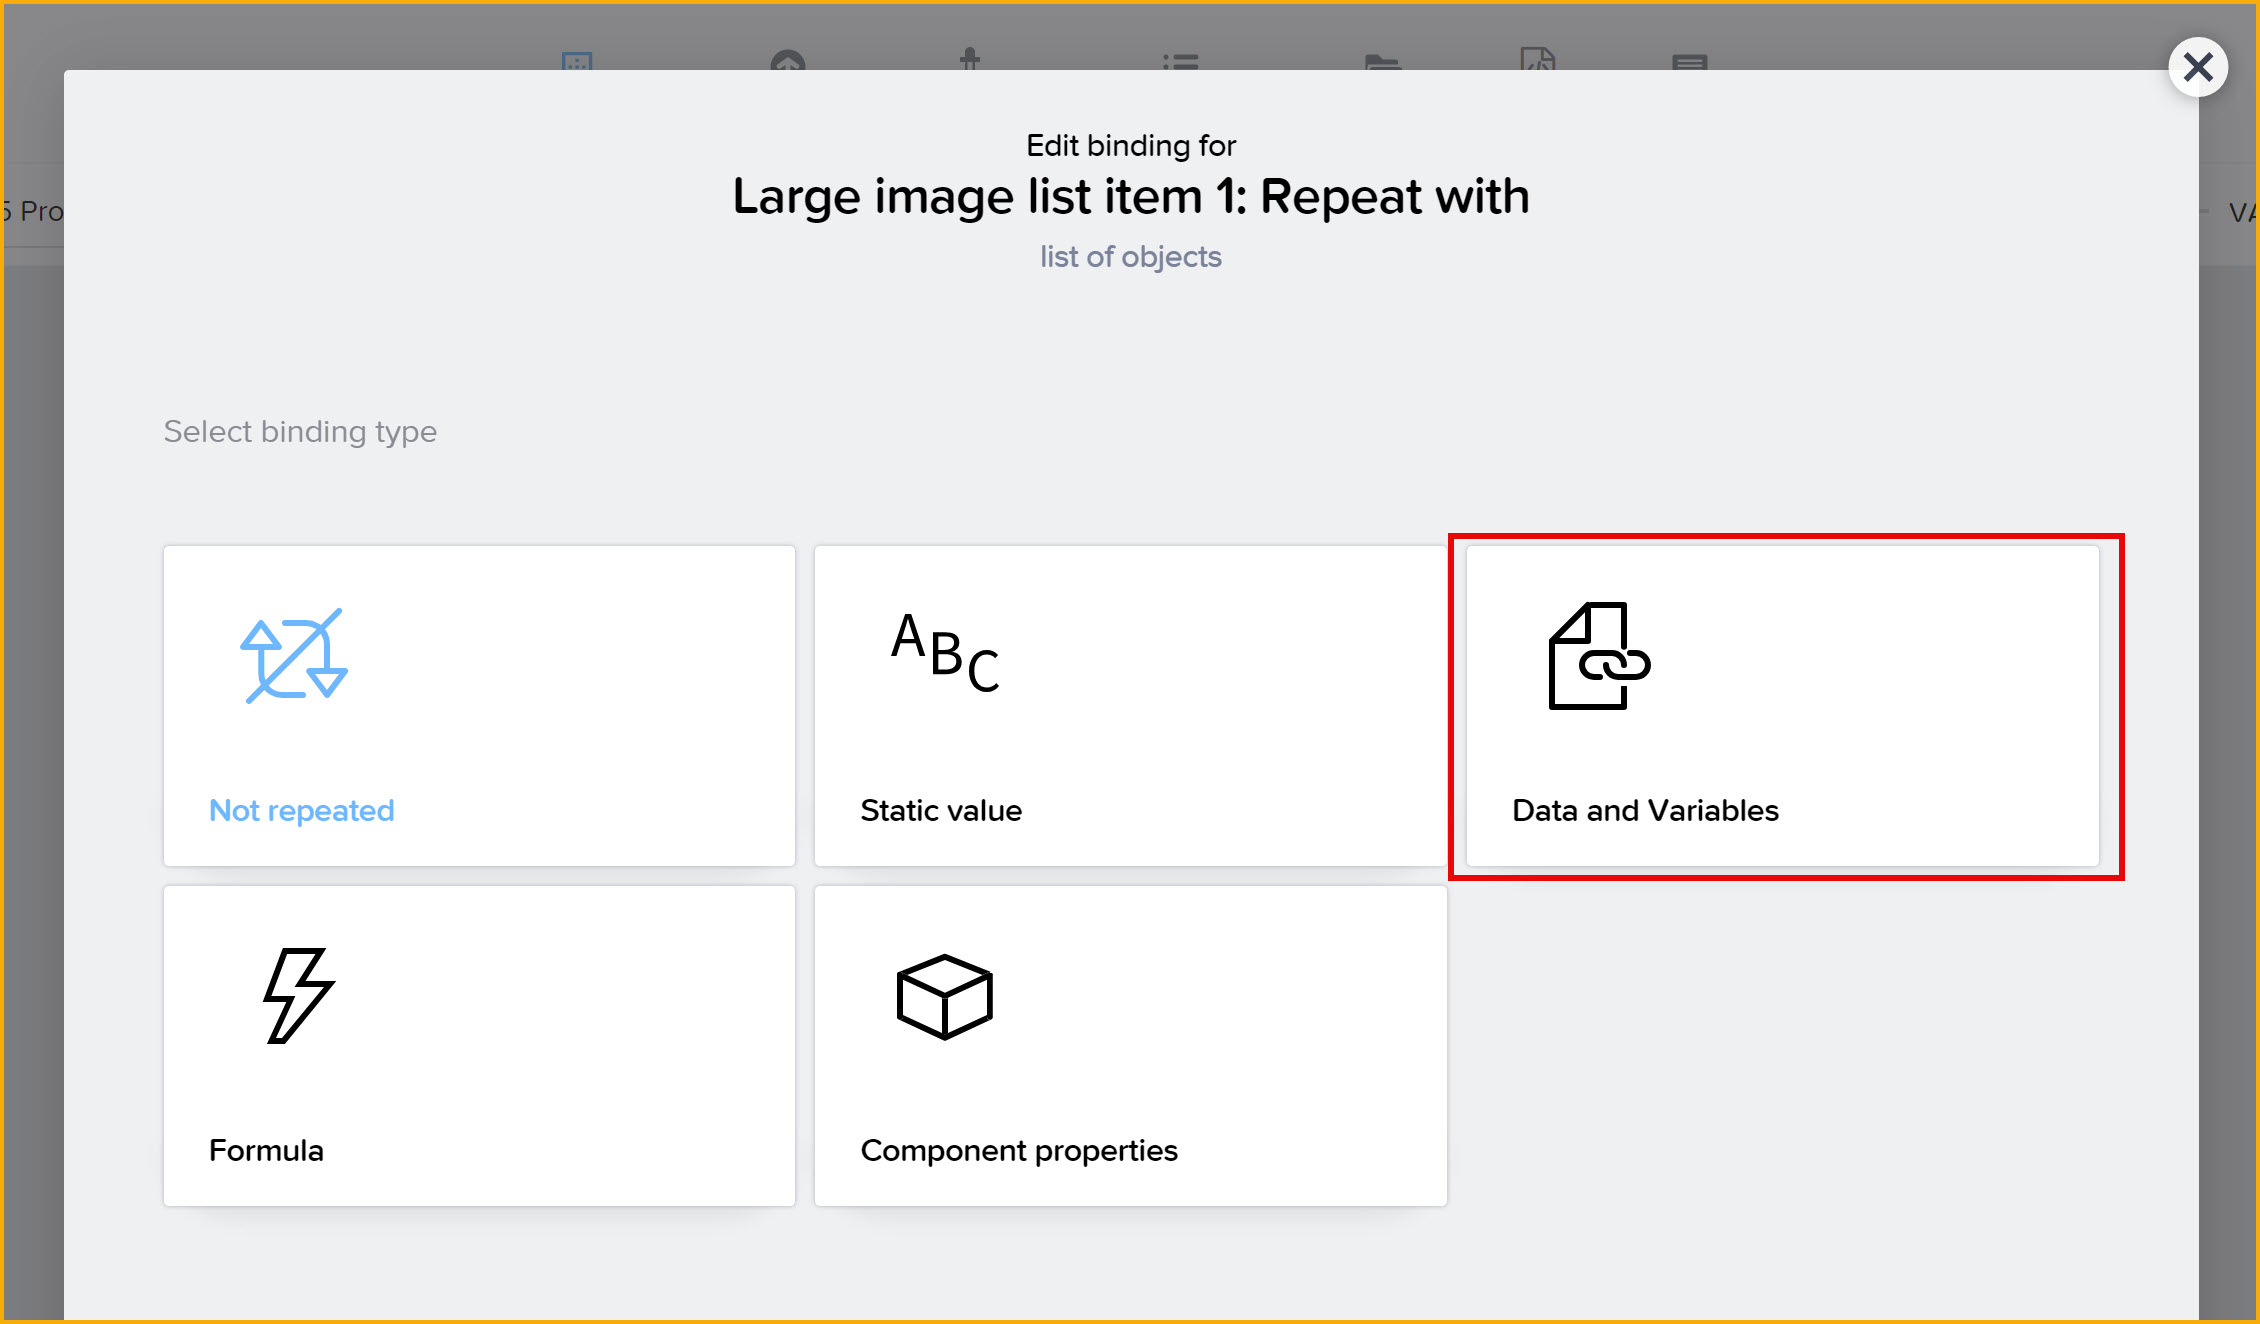 Edit binding for
Large image list item 1: Repeat with
list of objects
5 Pro
VA
Select binding type
ABC
Not repeated
Static value
Data and Variables
Formula
Component properties